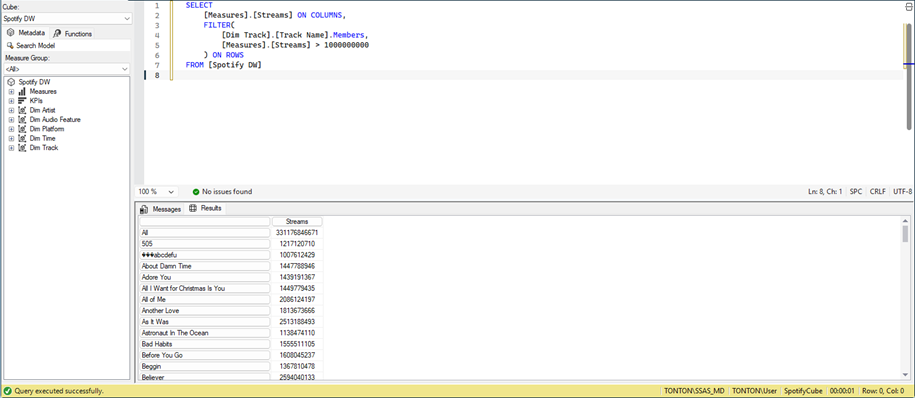 Cube:
Spotify DW
Metadata Functions
Search Model
Measure Group:
<All>
Spotify DW
Measures
KPIs
Dim Artist
Dim Audio Feature
Dim Platform
Dim Time
Dim Track
1 SELECT
2 [Measures].[Streams] ON COLUMNS,
3 FILTER(
4 [Dim Track].[Track Name].Members,
5 [Measures].[Streams] > 1000000000
6 ) ON ROWS
7 FROM [Spotify DW]
8
100 % No issues found Ln: 8, Ch: 1 SPC CRLF UTF-8
Messages Results
Streams
All 331176846671
505 1217120710
���abcdefu 1007612429
About Damn Time 1447788946
Adore You 1439191367
All I Want for Christmas Is You 1449779435
All of Me 2086124197
Another Love 1813673666
As It Was 2513188493
Astronaut In The Ocean 1138474110
Bad Habits 1555511105
Before You Go 1608045237
Beggin 1367810478
Believer 2594040133
Query executed successfully. TONTON\SSAS_MD TONTON\User SpotifyCube 00:00:01 Row: 0, Col: 0